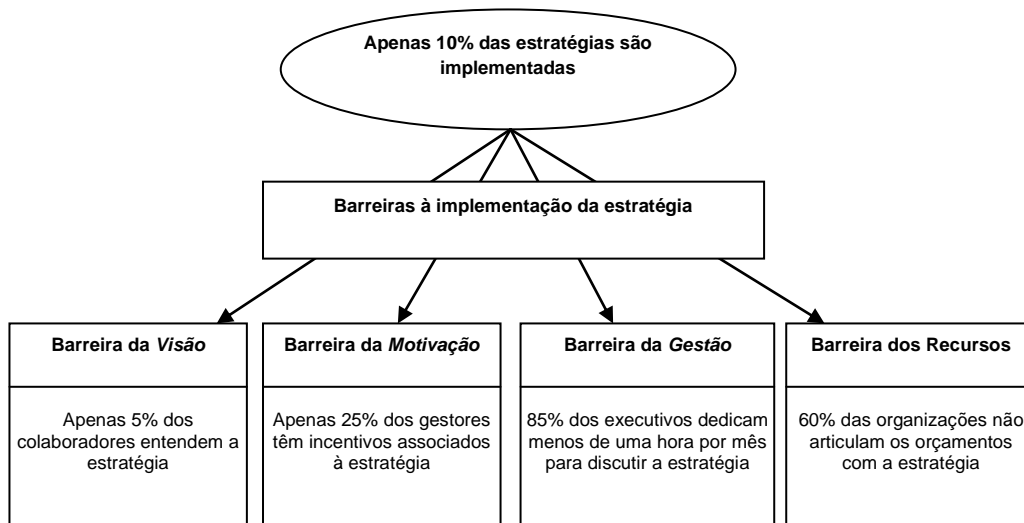 Apenas 10% das estratégias são
implementadas
Barreiras à implementação da estratégia
Barreira da Visão
Apenas 5% dos
colaboradores entendem a
estratégia
Barreira da Motivação
Apenas 25% dos gestores
têm incentivos associados
à estratégia
Barreira da Gestão
85% dos executivos dedicam
menos de uma hora por mês
para discutir a estratégia
Barreira dos Recursos
60% das organizações não
articulam os orçamentos
com a estratégia